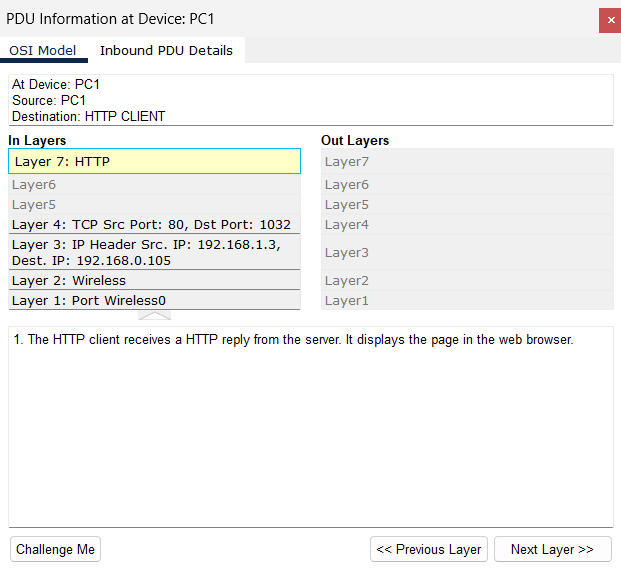 PDU Information at Device: PC1
×
OSI Model
Inbound PDU Details
At Device: PC1
Source: PC1
Destination: HTTP CLIENT
In Layers
Layer 7: HTTP
Layer6
Layer5
Layer 4: TCP Src Port: 80, Dst Port: 1032
Layer 3: IP Header Src. IP: 192.168.1.3,
Dest. IP: 192.168.0.105
Layer 2: Wireless
Layer 1: Port Wireless0
Out Layers
Layer7
Layer6
Layer5
Layer4
Layer3
Layer2
Layer1
1. The HTTP client receives a HTTP reply from the server. It displays the page in the web browser.
Challenge Me
<< Previous Layer
Next Layer >>